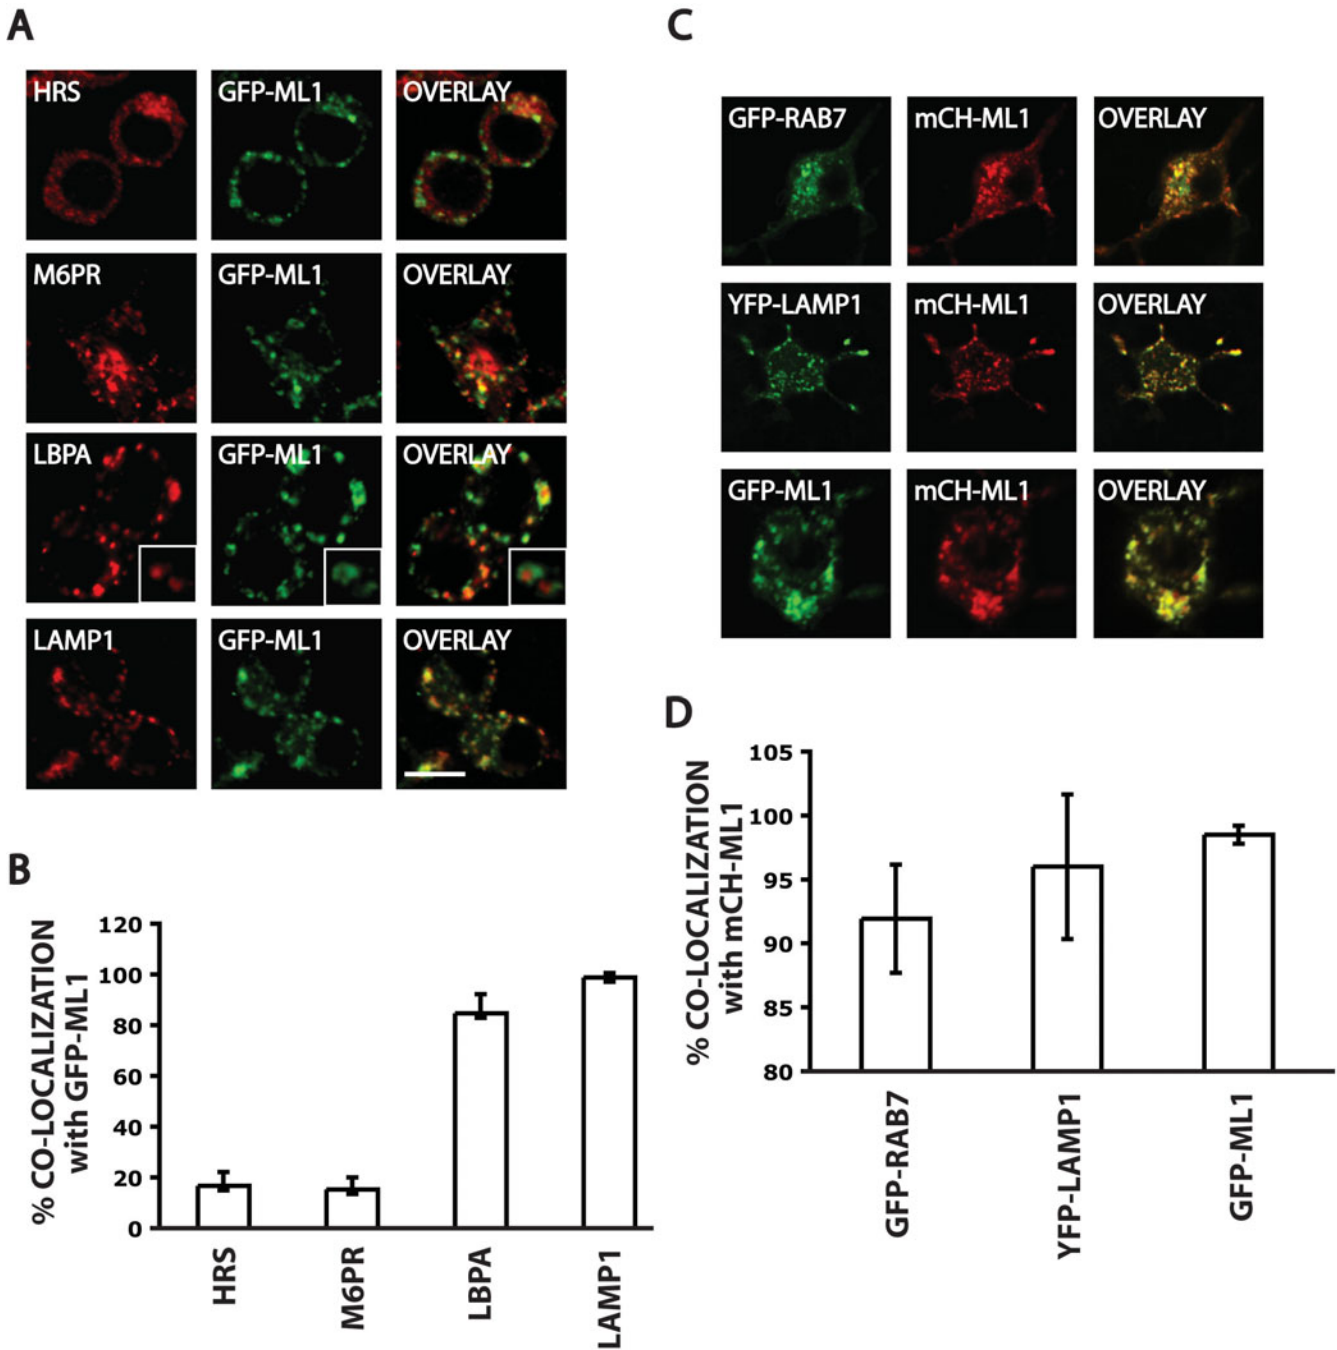 A
HRS GFP-ML1 OVERLAY
M6PR GFP-ML1 OVERLAY
LBPA GFP-ML1 OVERLAY
LAMP1 GFP-ML1 OVERLAY
B
% CO-LOCALIZATION
with GFP-ML1
120
100
80
60
40
20
0
HRS
M6PR
LBPA
LAMP1
C
GFP-RAB7 mCH-ML1 OVERLAY
YFP-LAMP1 mCH-ML1 OVERLAY
GFP-ML1 mCH-ML1 OVERLAY
D
% CO-LOCALIZATION
with mCH-ML1
105
100
95
90
85
80
GFP-RAB7
YFP-LAMP1
GFP-ML1